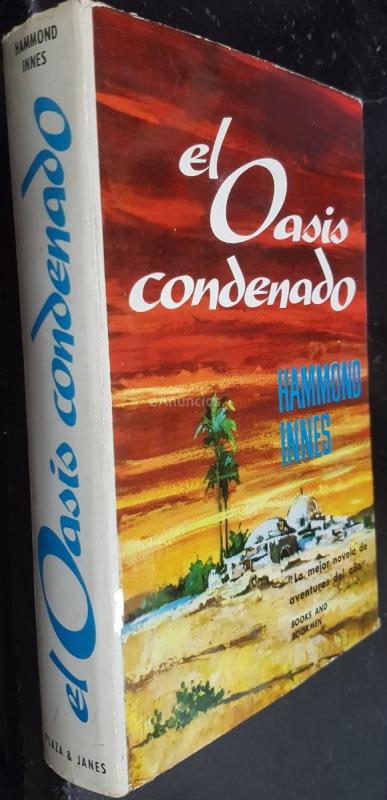 HAMMOND
INNES
el Oasis condenado
PLAZA & JANES
el
Oasis
condenado
HAMMOND
INNES
"La mejor novela de
aventuras del año"
BOOKS AND
BOOKMEN
Anuncios